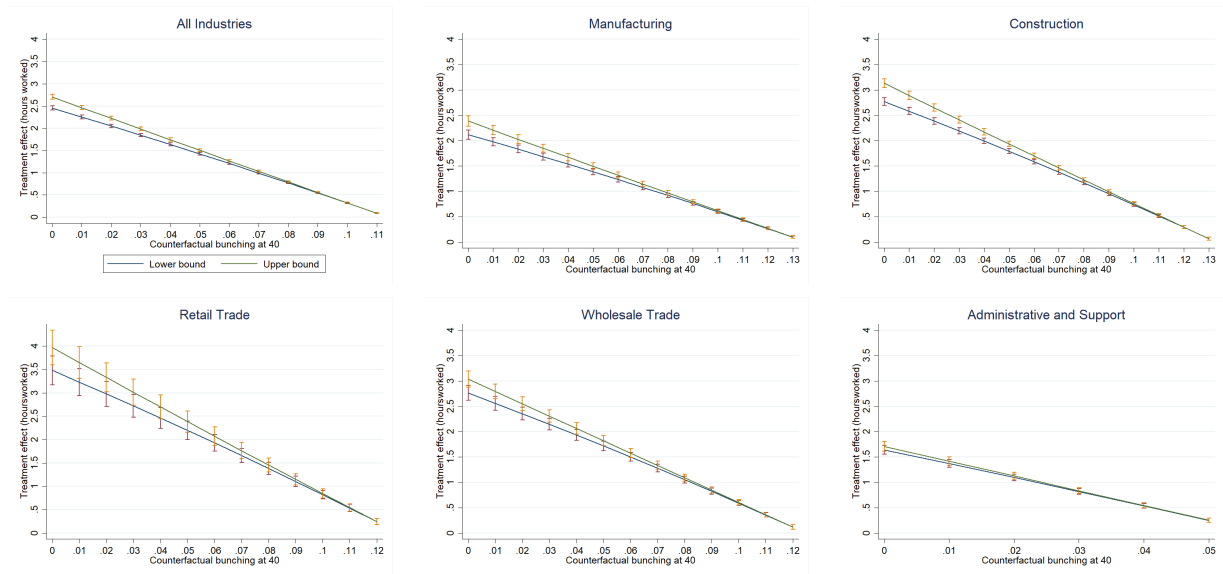 All Industries
Treatment effect (hours worked)
0 .5 1 1.5 2 2.5 3 3.5 4
0 .01 .02 .03 .04 .05 .06 .07 .08 .09 .1 .11
Counterfactual bunching at 40
Lower bound Upper bound
Manufacturing
Treatment effect (hoursworked)
0 .5 1 1.5 2 2.5 3 3.5 4
0 .01 .02 .03 .04 .05 .06 .07 .08 .09 .1 .11 .12 .13
Counterfactual bunching at 40
Construction
Treatment effect (hoursworked)
0 .5 1 1.5 2 2.5 3 3.5 4
0 .01 .02 .03 .04 .05 .06 .07 .08 .09 .1 .11 .12 .13
Counterfactual bunching at 40
Retail Trade
Treatment effect (hoursworked)
0 .5 1 1.5 2 2.5 3 3.5 4
0 .01 .02 .03 .04 .05 .06 .07 .08 .09 .1 .11 .12
Counterfactual bunching at 40
Wholesale Trade
Treatment effect (hoursworked)
0 .5 1 1.5 2 2.5 3 3.5 4
0 .01 .02 .03 .04 .05 .06 .07 .08 .09 .1 .11 .12
Counterfactual bunching at 40
Administrative and Support
Treatment effect (hoursworked)
0 .5 1 1.5 2 2.5 3 3.5 4
0 .01 .02 .03 .04 .05
Counterfactual bunching at 40